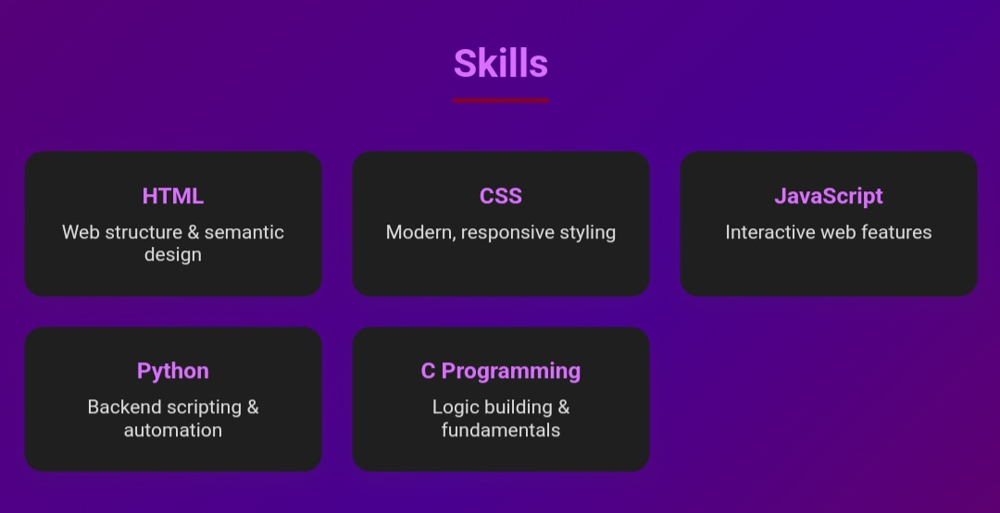 Skills
HTML
Web structure & semantic
design
CSS
Modern, responsive styling
JavaScript
Interactive web features
Python
Backend scripting &
automation
C Programming
Logic building &
fundamentals